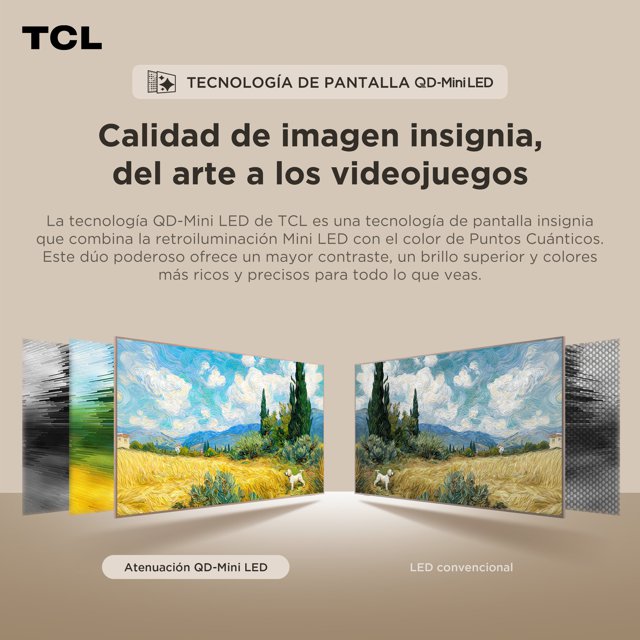 TCL
TECNOLOGÍA DE PANTALLA QD-Mini LED
Calidad de imagen insignia,
del arte a los videojuegos
La tecnología QD-Mini LED de TCL es una tecnología de pantalla insignia
que combina la retroiluminación Mini LED con el color de Puntos Cuánticos.
Este dúo poderoso ofrece un mayor contraste, un brillo superior y colores
más ricos y precisos para todo lo que veas.
Atenuación QD-Mini LED
LED convencional